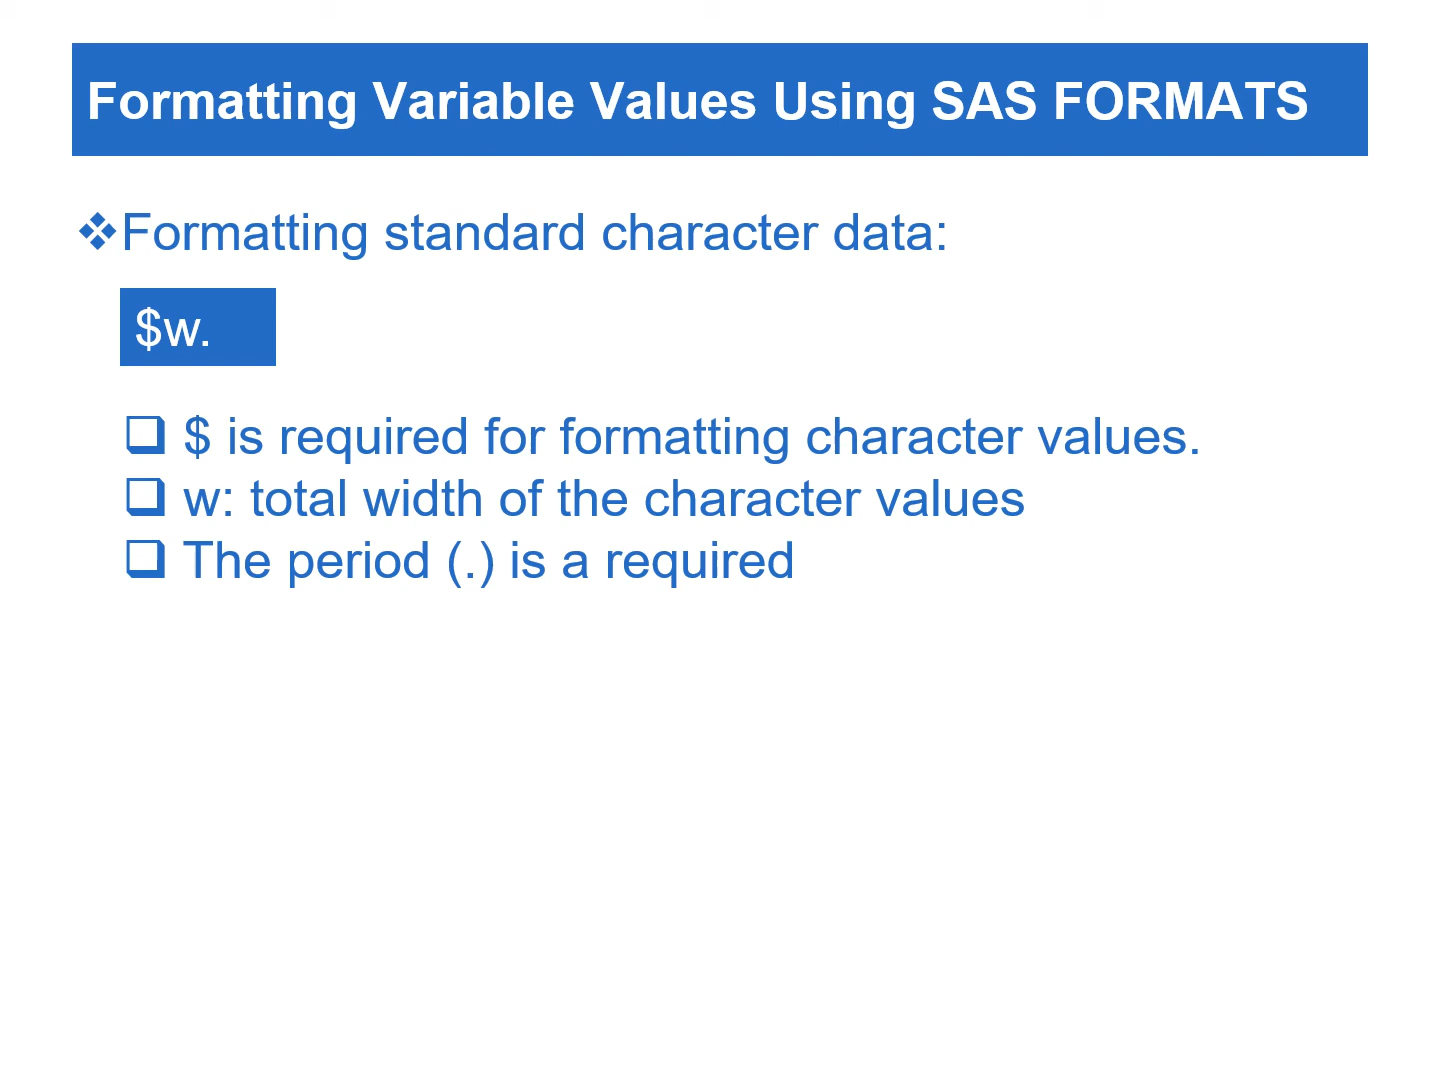 Formatting Variable Values Using SAS FORMATS
❖Formatting standard character data:
$w.
❑ $ is required for formatting character values.
❑ w: total width of the character values
❑ The period (.) is a required